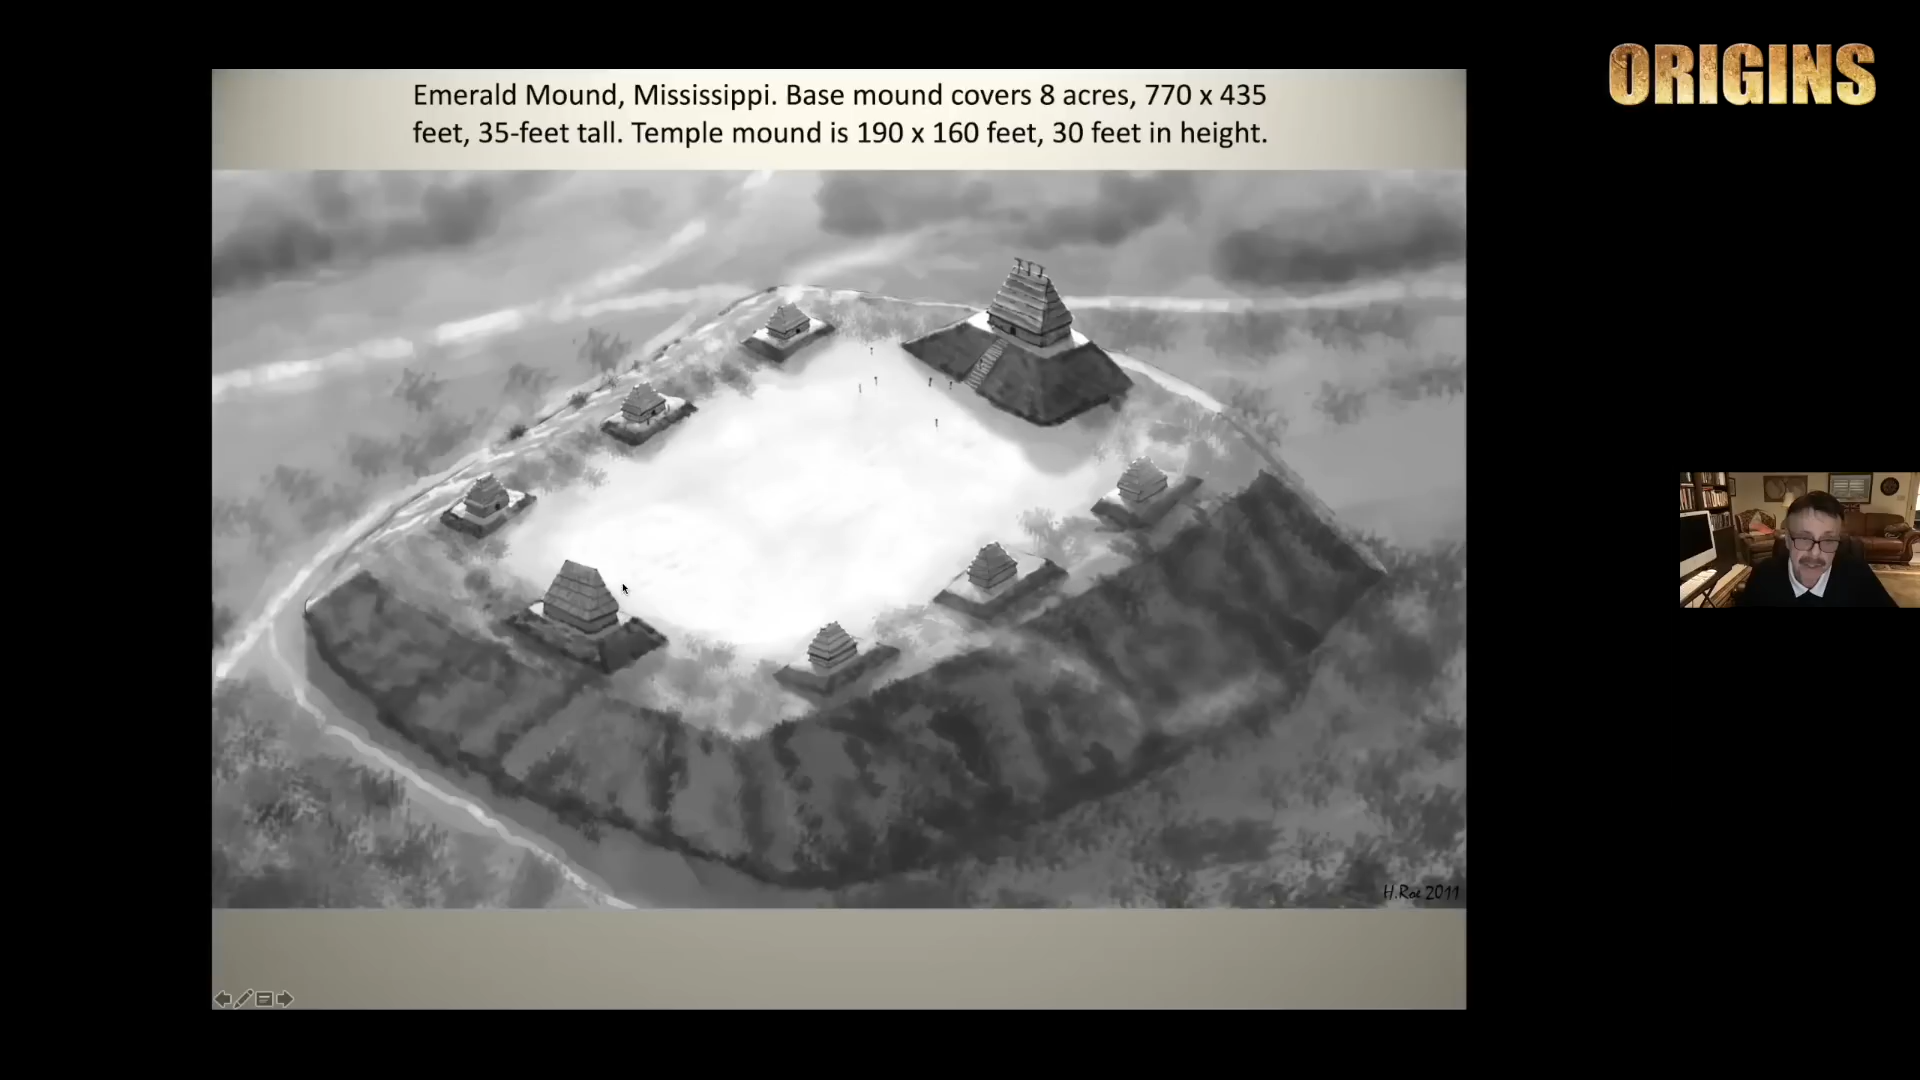 ORIGINS
Emerald Mound, Mississippi. Base mound covers 8 acres, 770 x 435
feet, 35-feet tall. Temple mound is 190 x 160 feet, 30 feet in height.
H.Roe 2011